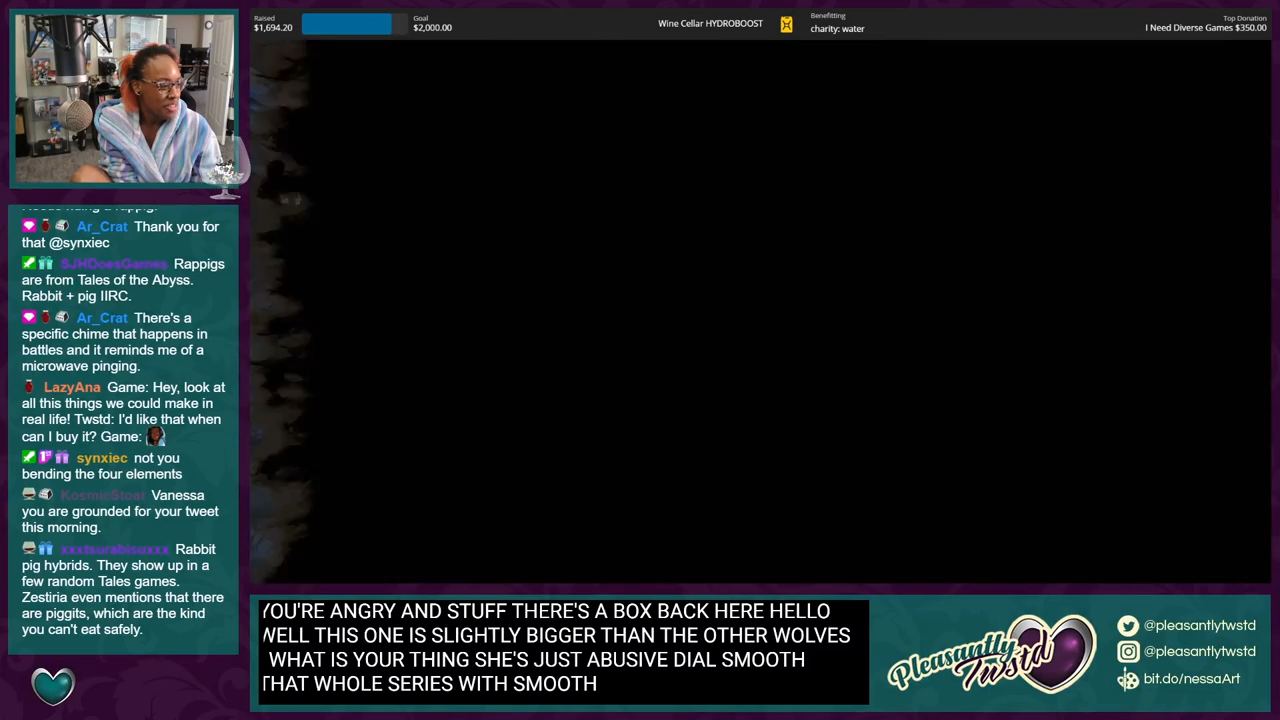 Raised
$1,694.20
Goal
$2,000.00
Wine Cellar HYDROBOOST
Benefitting
charity: water
Top Donation
I Need Diverse Games $350.00
Ar_Crat Thank you for
that @synxiec
SJHDoesGames Rappigs
are from Tales of the Abyss.
Rabbit + pig IIRC.
Ar_Crat There's a
specific chime that happens in
battles and it reminds me of a
microwave pinging.
LazyAna Game: Hey, look at
all this things we could make in
real life! Twstd: I'd like that when
can I buy it? Game:
synxiec not you
bending the four elements
KosmicStoat Vanessa
you are grounded for your tweet
this morning.
xxxtsurabisuxxx Rabbit
pig hybrids. They show up in a
few random Tales games.
Zestiria even mentions that there
are piggits, which are the kind
you can't eat safely.
YOU'RE ANGRY AND STUFF THERE'S A BOX BACK HERE HELLO
WELL THIS ONE IS SLIGHTLY BIGGER THAN THE OTHER WOLVES
WHAT IS YOUR THING SHE'S JUST ABUSIVE DIAL SMOOTH
THAT WHOLE SERIES WITH SMOOTH
Pleasantly
Twstd
@pleasantlytwstd
@pleasantlytwstd
bit.do/nessaArt